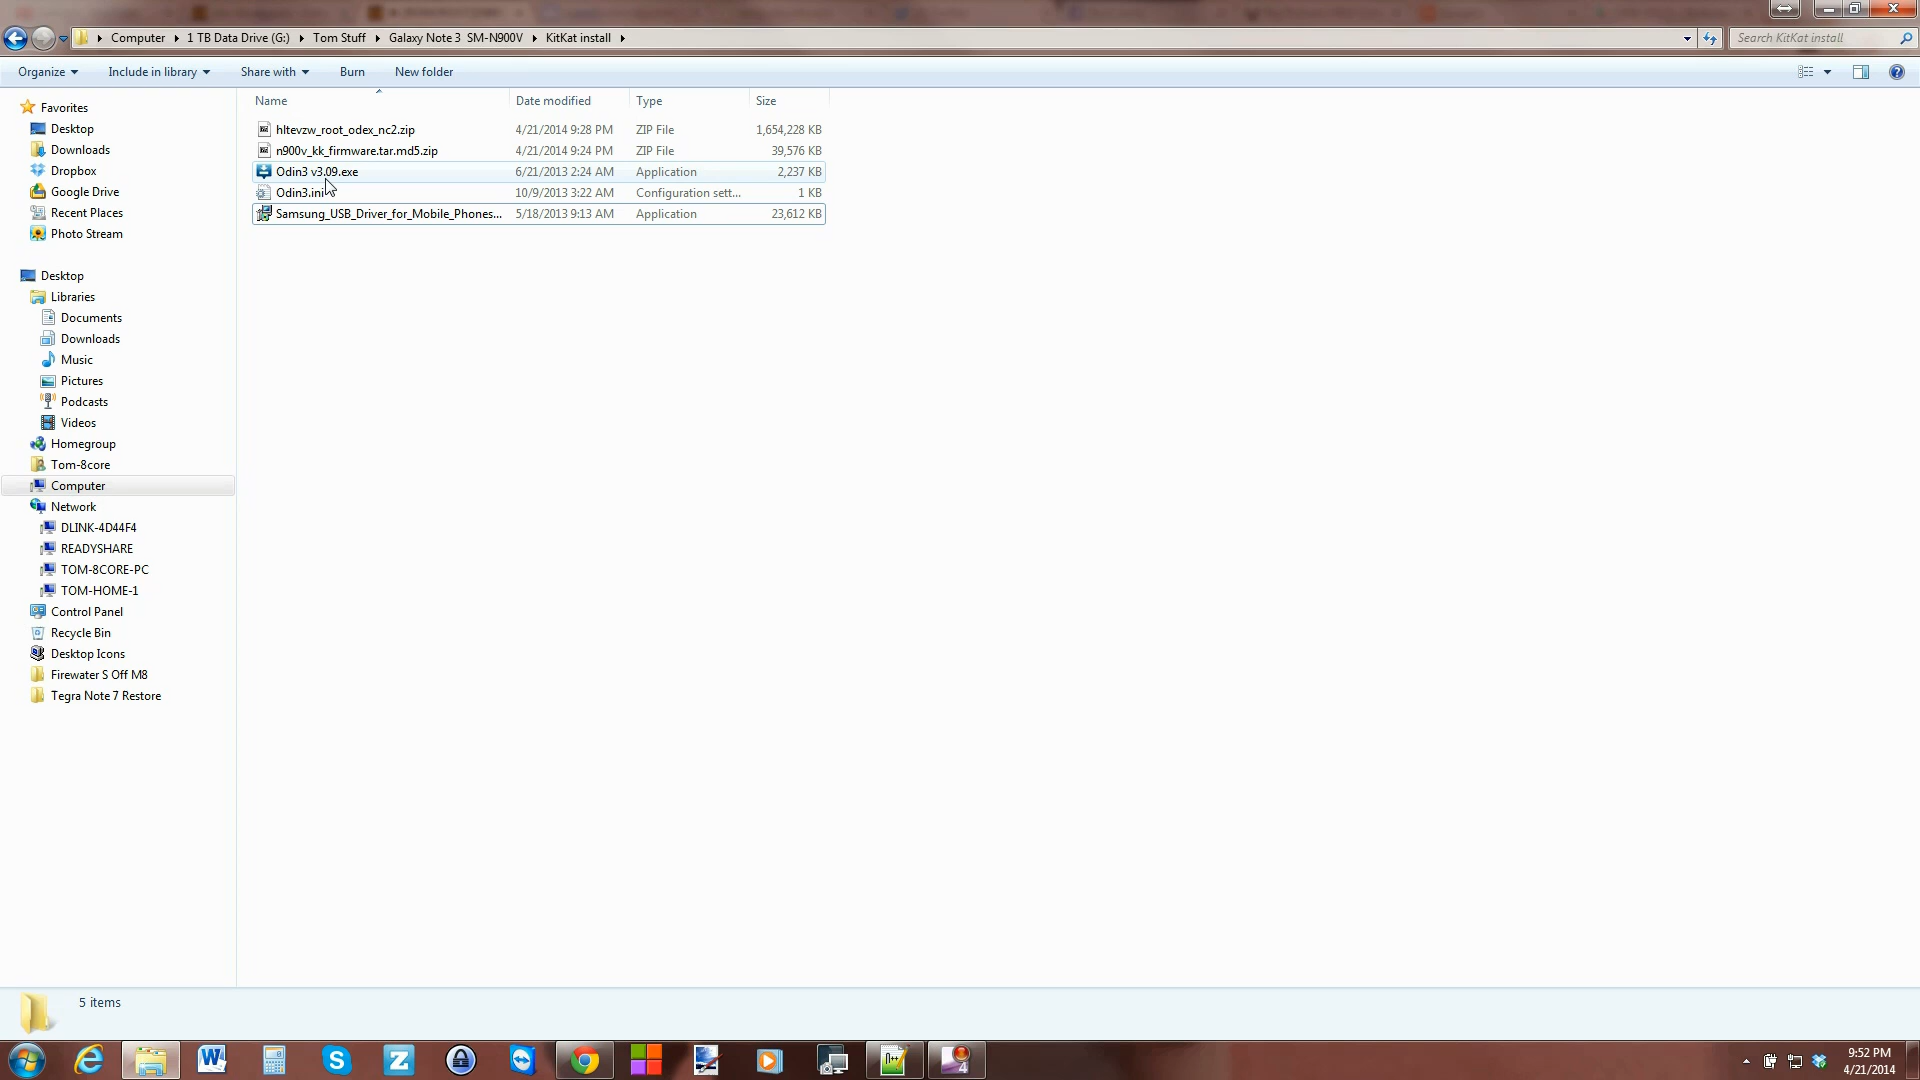 Computer ▸ 1 TB Data Drive (G:) ▸ Tom Stuff ▸ Galaxy Note 3 SM-N900V ▸ KitKat install ▸
Search KitKat install
Organize Include in library Share with Burn New folder
Name Date modified Type Size
hltevzw_root_odex_nc2.zip 4/21/2014 9:28 PM ZIP File 1,654,228 KB
n900v_kk_firmware.tar.md5.zip 4/21/2014 9:24 PM ZIP File 39,576 KB
Odin3 v3.09.exe 6/21/2013 2:24 AM Application 2,237 KB
Odin3.ini 10/9/2013 3:22 AM Configuration sett... 1 KB
Samsung_USB_Driver_for_Mobile_Phones... 5/18/2013 9:13 AM Application 23,612 KB
Favorites
Desktop
Downloads
Dropbox
Google Drive
Recent Places
Photo Stream
Desktop
Libraries
Documents
Downloads
Music
Pictures
Podcasts
Videos
Homegroup
Tom-8core
Computer
Network
DLINK-4D44F4
READYSHARE
TOM-8CORE-PC
TOM-HOME-1
Control Panel
Recycle Bin
Desktop Icons
Firewater S Off M8
Tegra Note 7 Restore
5 items
9:52 PM
4/21/2014